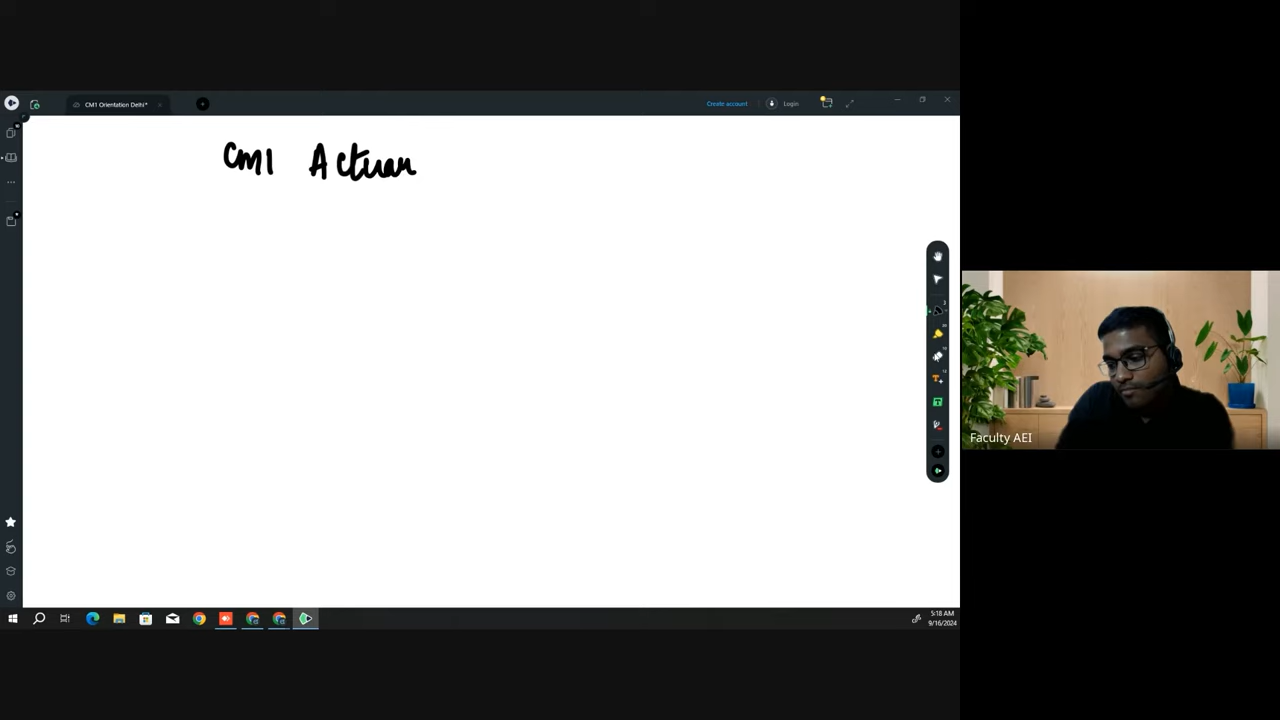 CM1 Orientation Delhi*
Create account
Login
CM1 Actuar
Faculty AEI
5:18 AM
9/16/2024